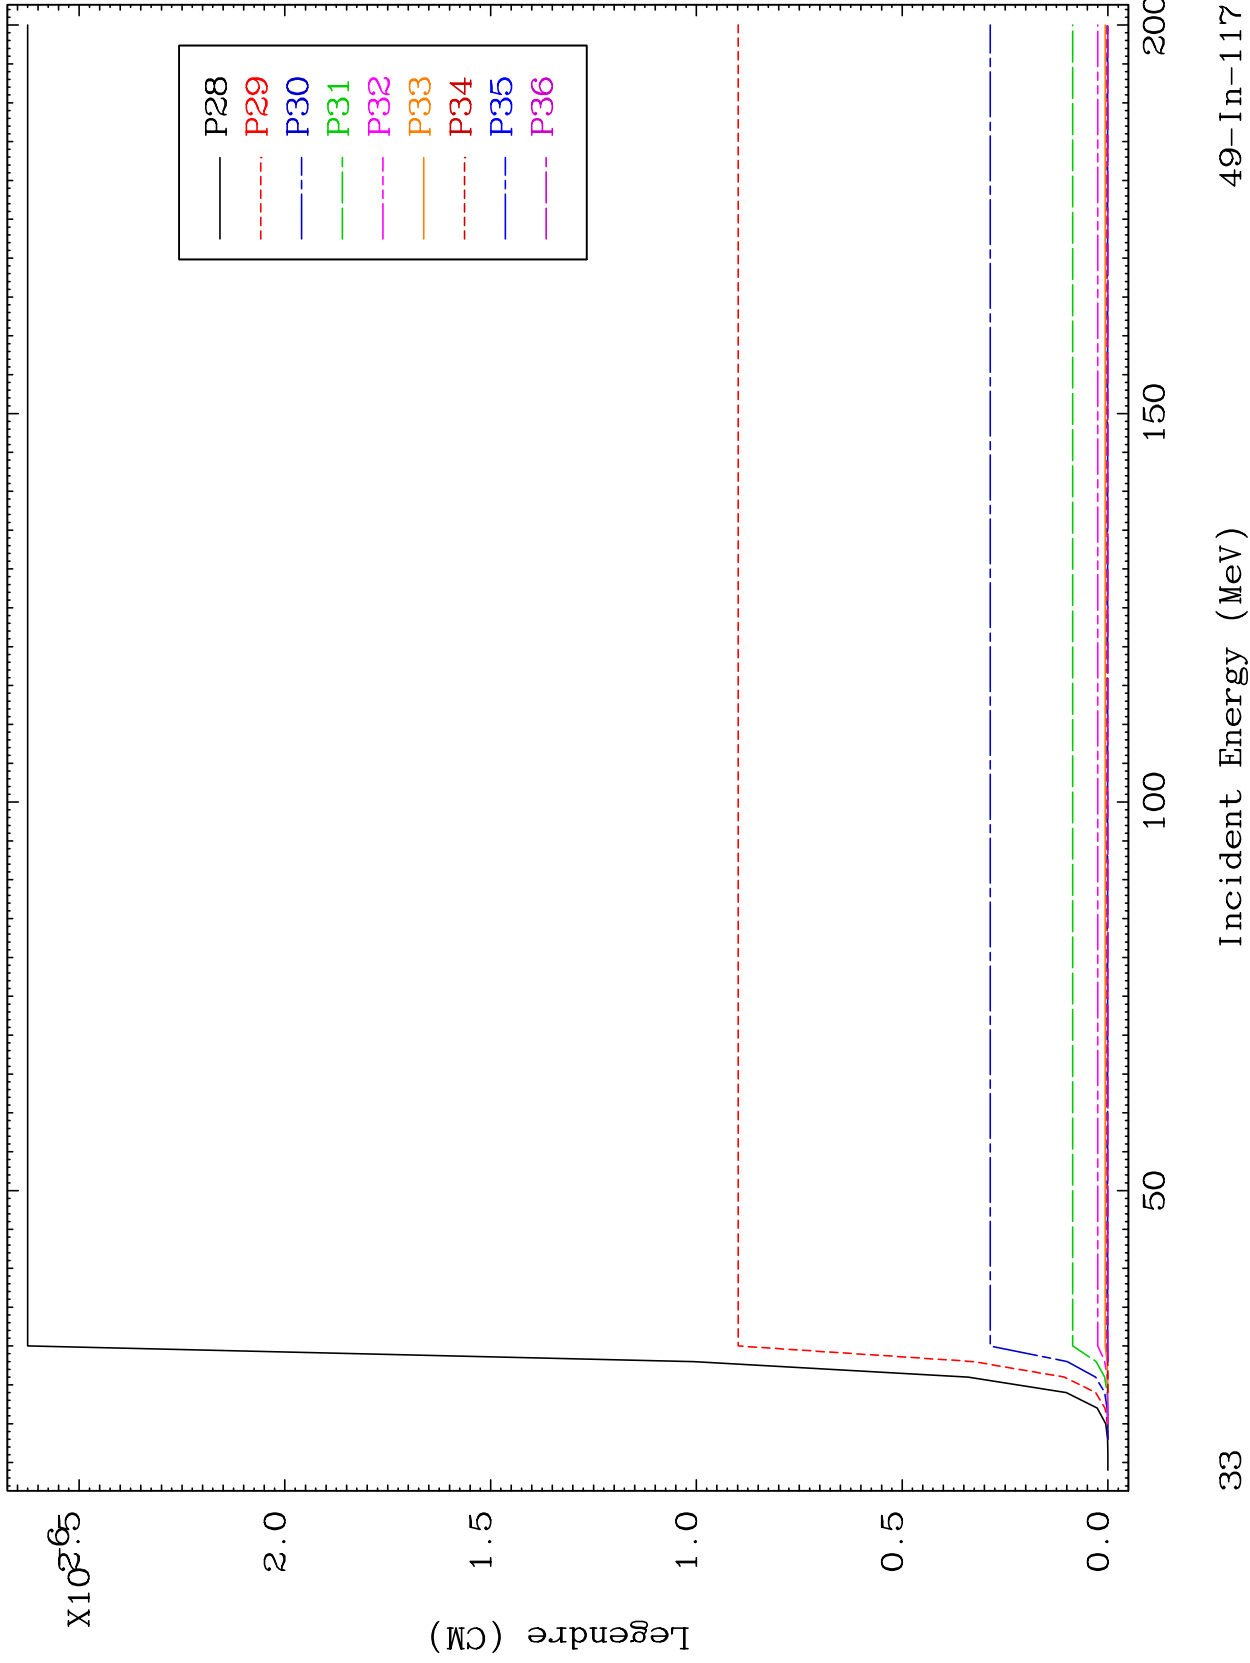 X10-6
2.5
2.0
1.5
1.0
0.5
0.0
Legendre (CM)
P28
P29
P30
P31
P32
P33
P34
P35
P36
50
100
150
200
33
Incident Energy (MeV)
49-In-117